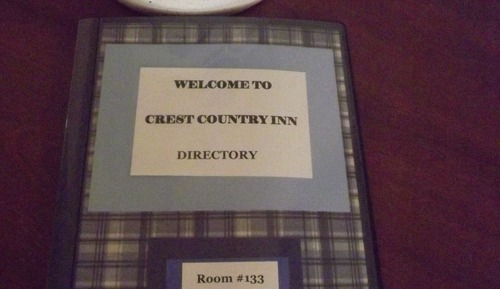 WELCOME TO
CREST COUNTRY INN
DIRECTORY
Room #133